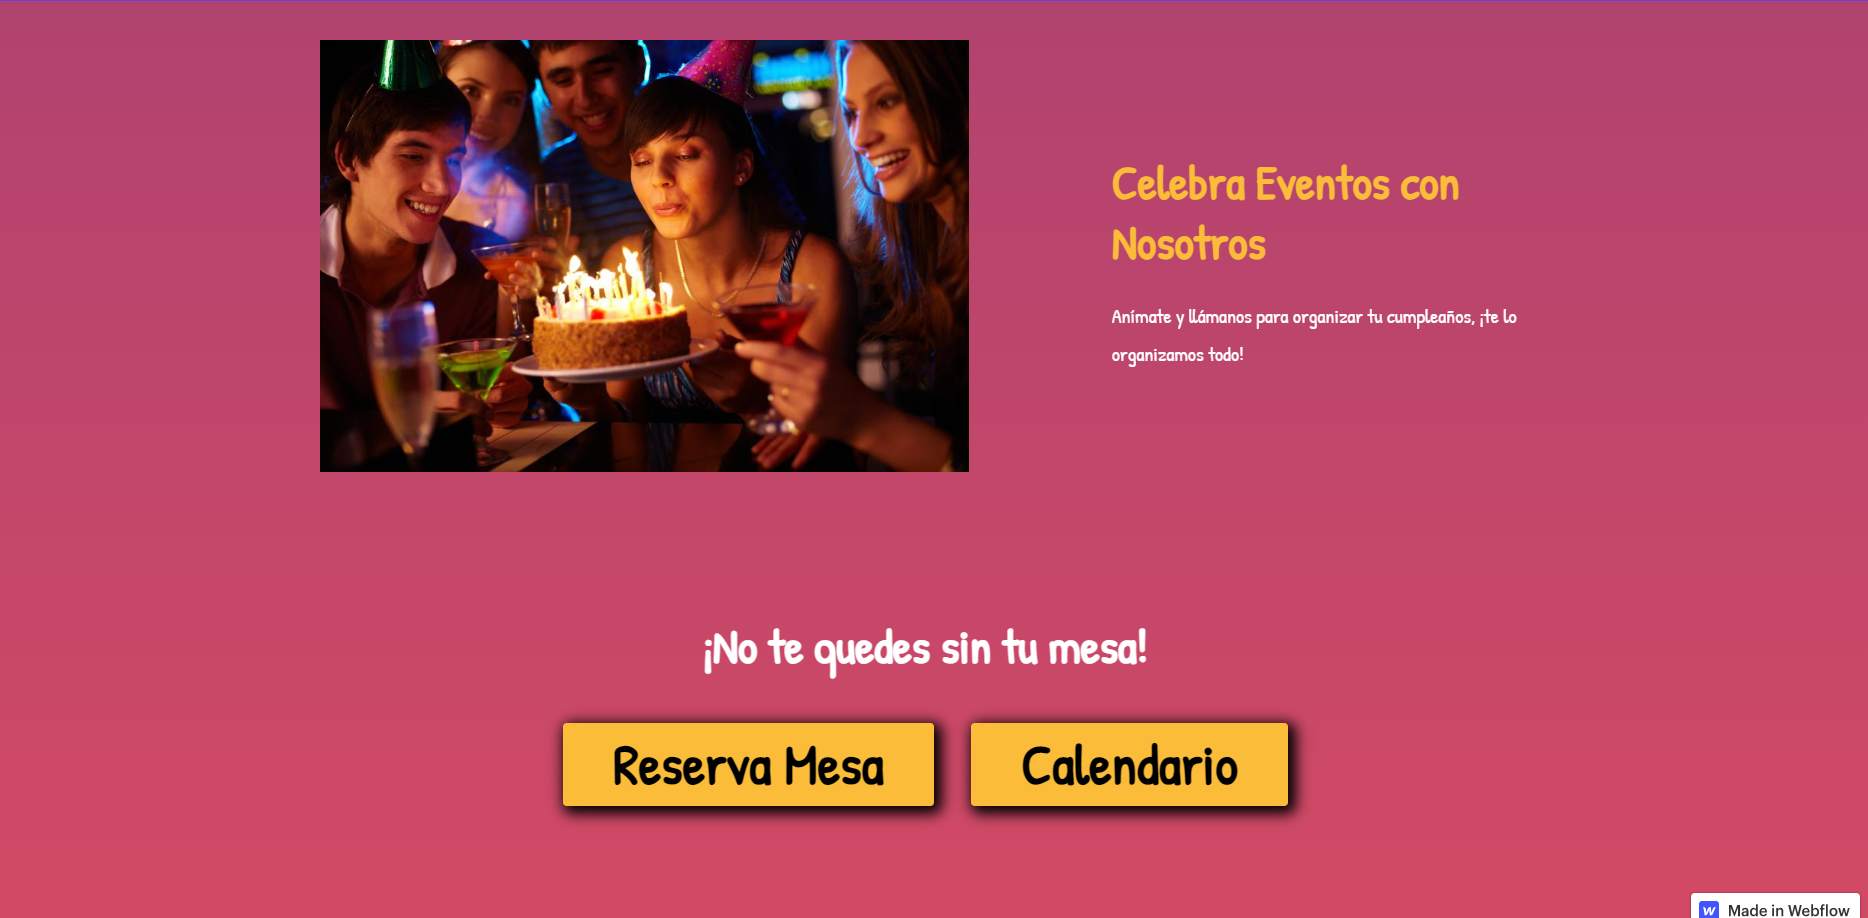 Celebra Eventos con
Nosotros
Anímate y llámanos para organizar tu cumpleaños, ¡te lo
organizamos todo!
¡No te quedes sin tu mesa!
Reserva Mesa
Calendario
Made in Webflow